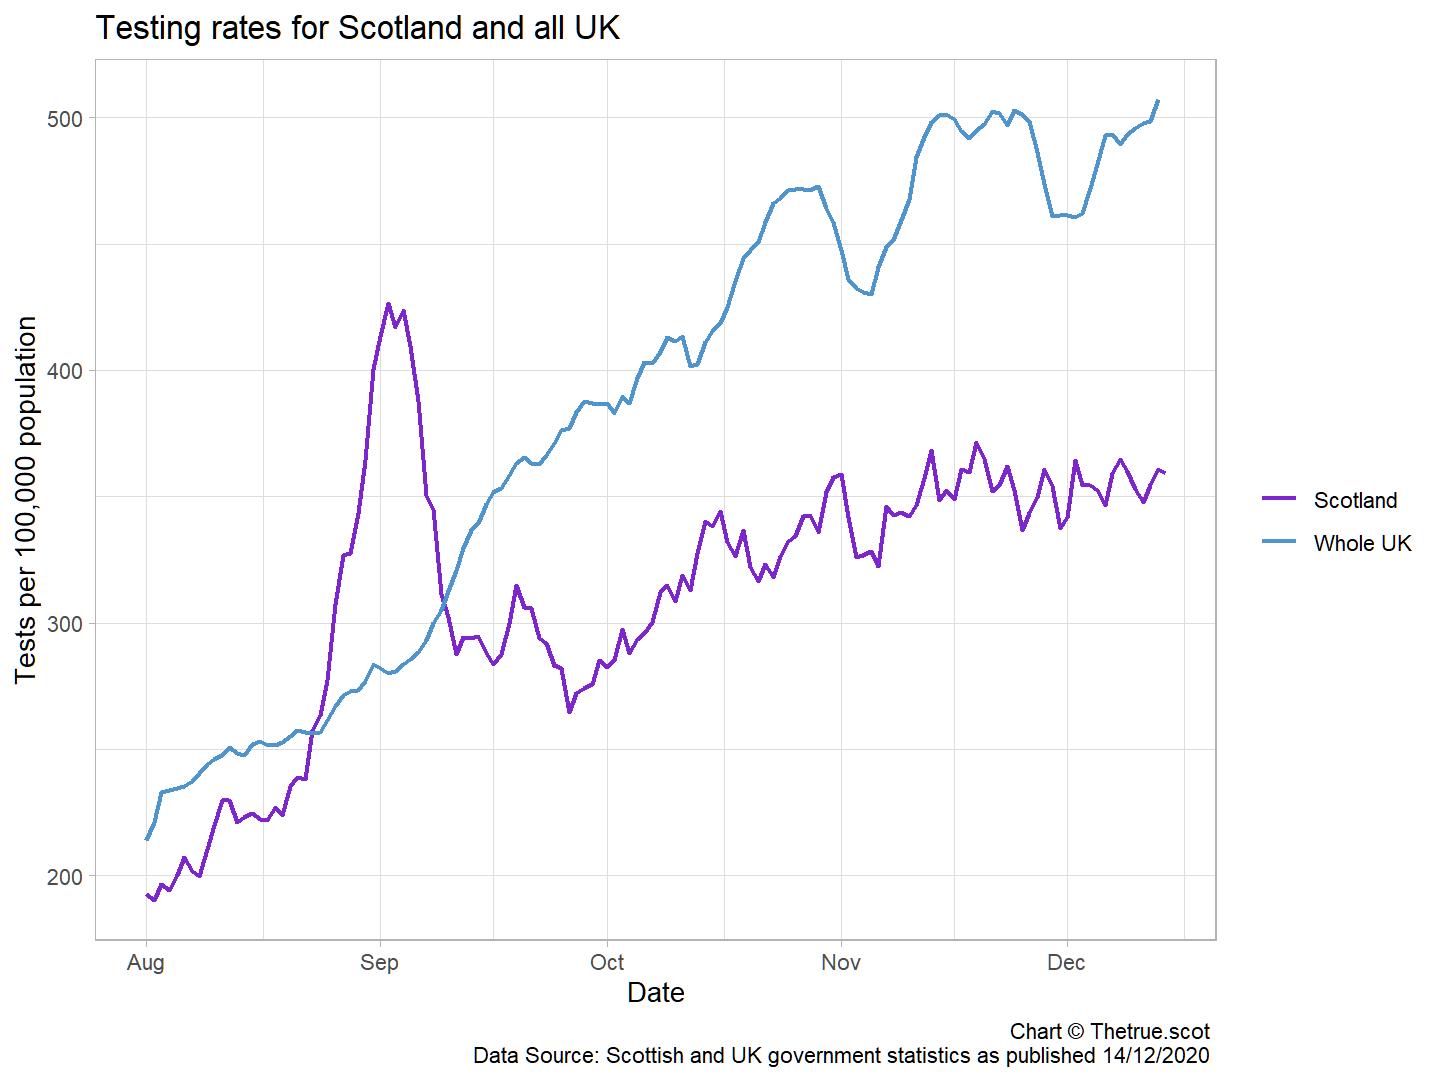 Testing rates for Scotland and all UK
Tests per 100,000 population
500
400
300
200
Aug
Sep
Oct
Nov
Dec
Date
Scotland
Whole UK
Chart © Thetrue.scot
Data Source: Scottish and UK government statistics as published 14/12/2020